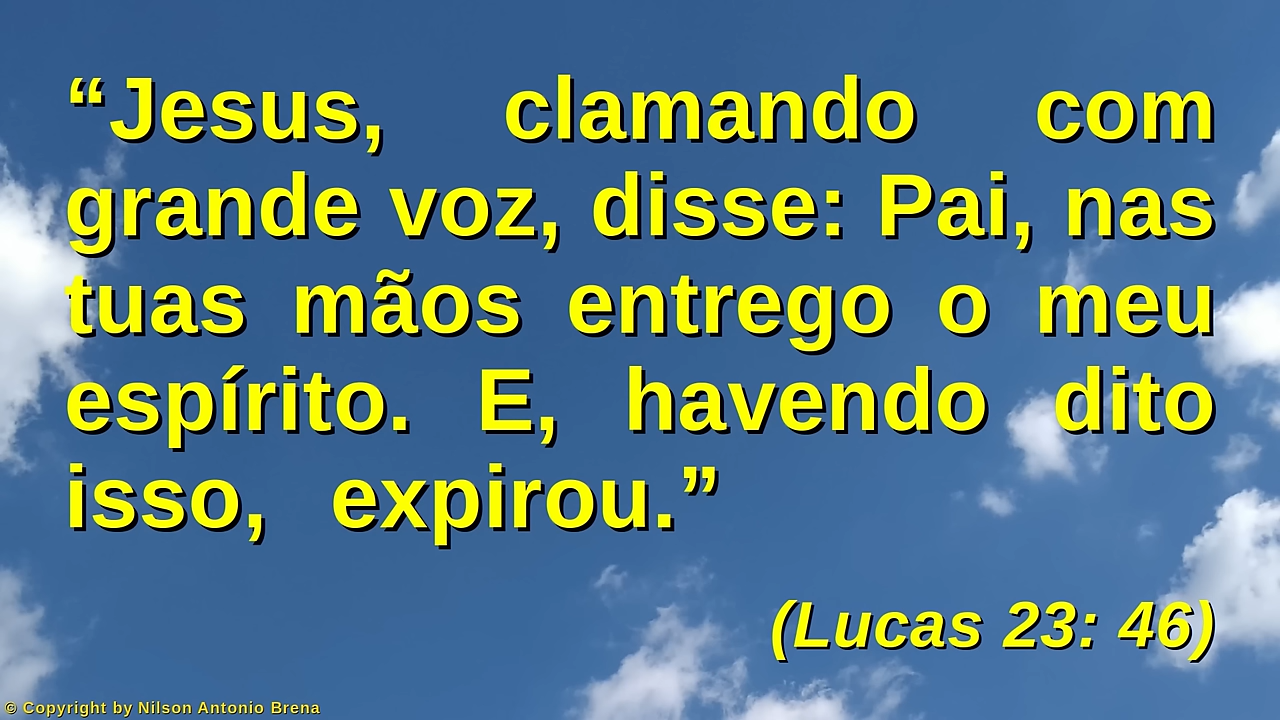 “Jesus, clamando com
grande voz, disse: Pai, nas
tuas mãos entrego o meu
espírito. E, havendo dito
isso, expirou.”
(Lucas 23: 46)
© Copyright by Nilson Antonio Brena